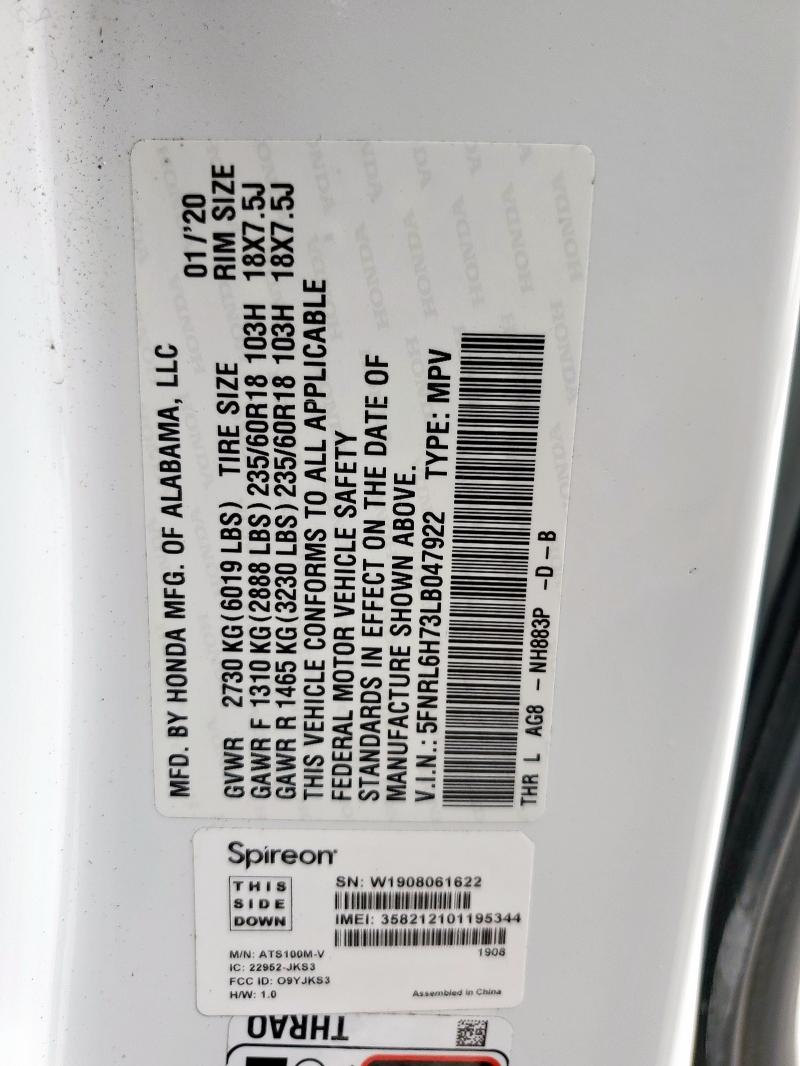 MFD. BY HONDA MFG. OF ALABAMA, LLC 01/'20
GVWR 2730 KG(6019 LBS) TIRE SIZE RIM SIZE
GAWR F 1310 KG(2888 LBS) 235/60R18 103H 18X7.5J
GAWR R 1465 KG(3230 LBS) 235/60R18 103H 18X7.5J
THIS VEHICLE CONFORMS TO ALL APPLICABLE
FEDERAL MOTOR VEHICLE SAFETY
STANDARDS IN EFFECT ON THE DATE OF
MANUFACTURE SHOWN ABOVE.
V.I.N.: 5FNRL6H73LB047922 TYPE: MPV
THR L AG8 - NH883P -D-B
Spireon
THIS
SIDE
DOWN
SN: W1908061622
IMEI: 358212101195344
1908
M/N: ATS100M-V
IC: 22952-JKS3
FCC ID: O9YJKS3
H/W: 1.0
Assembled in China
THRAO